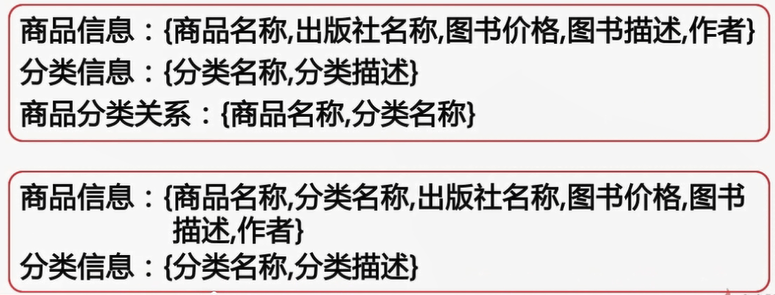 商品信息：{商品名称,出版社名称,图书价格,图书描述,作者}
分类信息：{分类名称,分类描述}
商品分类关系：{商品名称,分类名称}
商品信息：{商品名称,分类名称,出版社名称,图书价格,图书
描述,作者}
分类信息：{分类名称,分类描述}